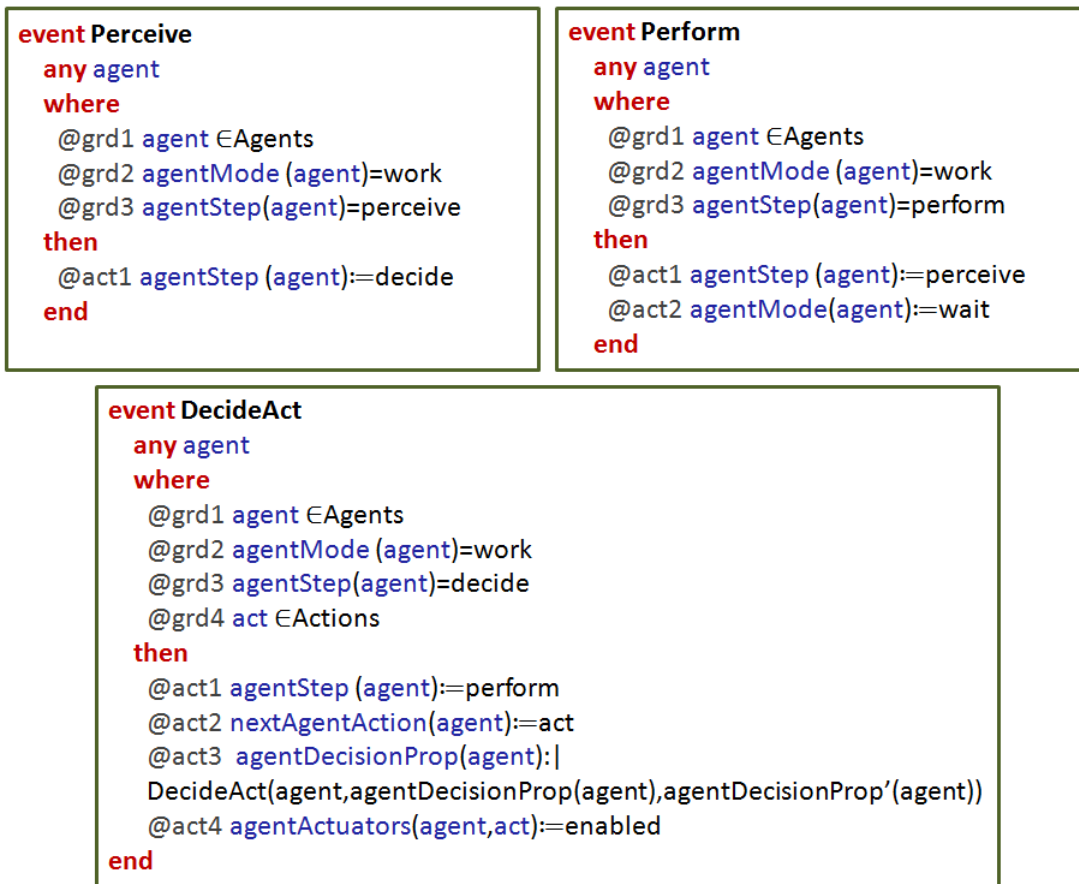 event Perceive
any agent
where
@grd1 agent ∈Agents
@grd2 agentMode (agent)=work
@grd3 agentStep(agent)=perceive
then
@act1 agentStep (agent):=decide
end
event Perform
any agent
where
@grd1 agent ∈Agents
@grd2 agentMode (agent)=work
@grd3 agentStep(agent)=perform
then
@act1 agentStep (agent):=perceive
@act2 agentMode(agent):=wait
end
event DecideAct
any agent
where
@grd1 agent ∈Agents
@grd2 agentMode (agent)=work
@grd3 agentStep(agent)=decide
@grd4 act ∈Actions
then
@act1 agentStep (agent):=perform
@act2 nextAgentAction(agent):=act
@act3 agentDecisionProp(agent):|
DecideAct(agent,agentDecisionProp(agent),agentDecisionProp’(agent))
@act4 agentActuators(agent,act):=enabled
end